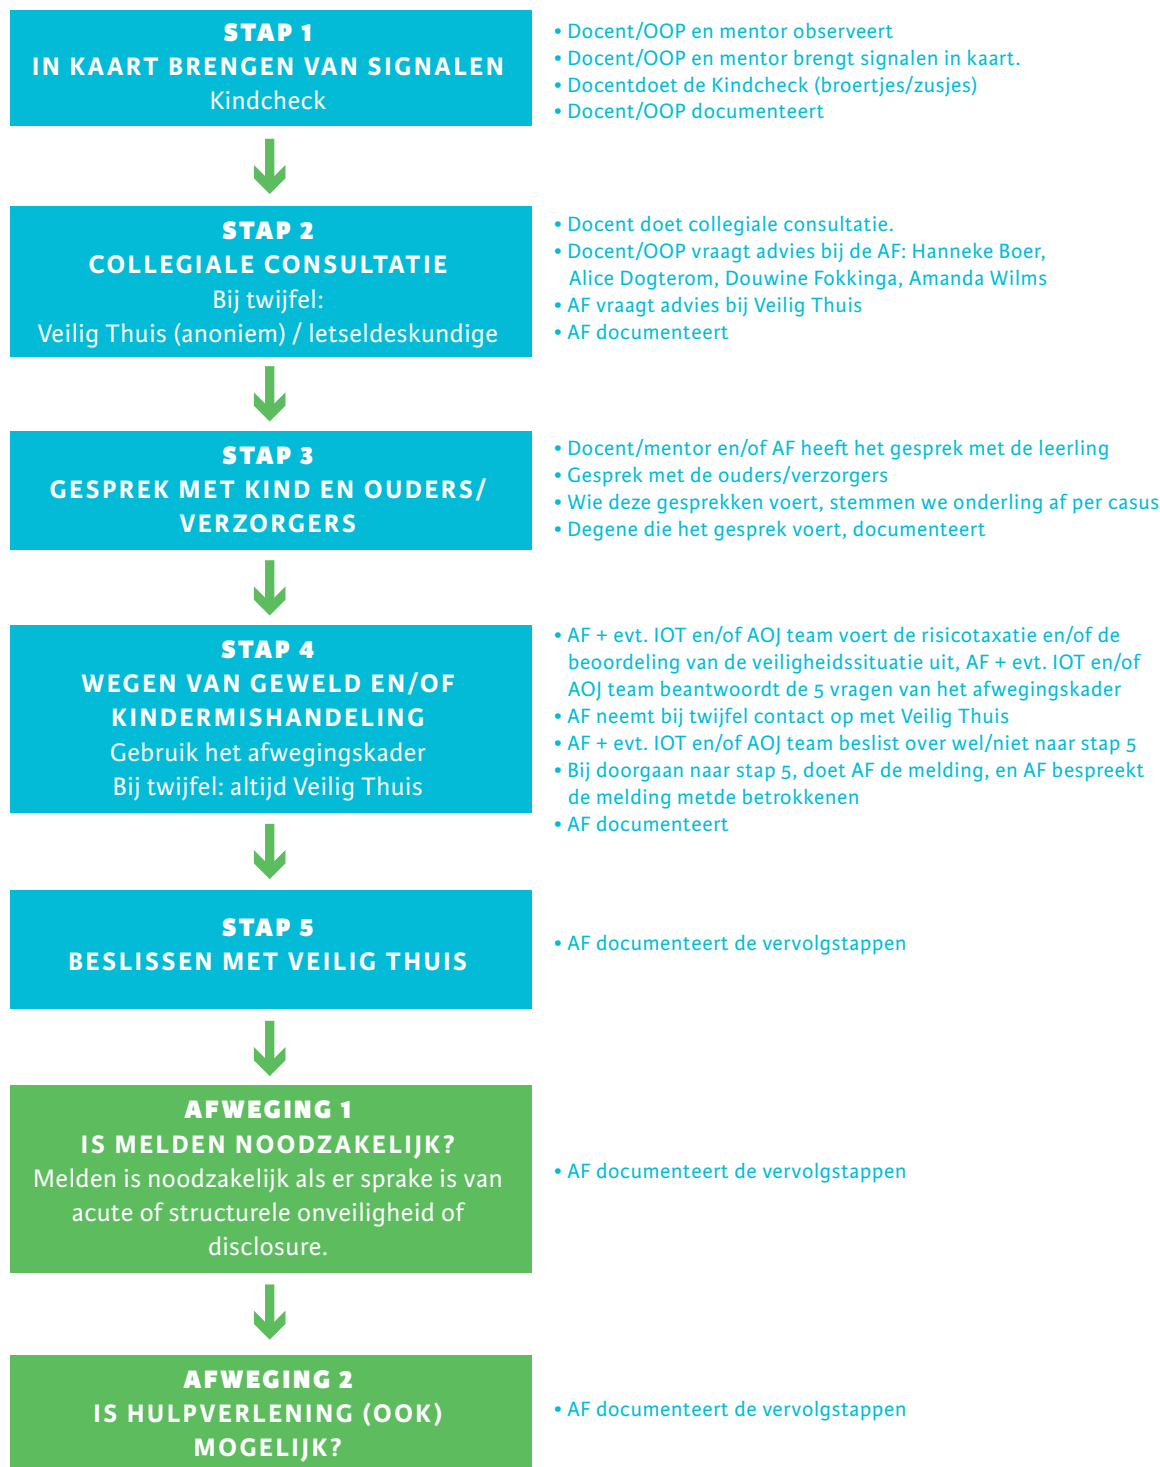 STAP 1
IN KAART BRENGEN VAN SIGNALEN
Kindcheck
• Docent/OOP en mentor observeert
• Docent/OOP en mentor brengt signalen in kaart.
• Docentdoet de Kindcheck (broertjes/zusjes)
• Docent/OOP documenteert
STAP 2
COLLEGIALE CONSULTATIE
Bij twijfel:
Veilig Thuis (anoniem) / letseldeskundige
• Docent doet collegiale consultatie.
• Docent/OOP vraagt advies bij de AF: Hanneke Boer,
Alice Dogterom, Douwine Fokkinga, Amanda Wilms
• AF vraagt advies bij Veilig Thuis
• AF documenteert
STAP 3
GESPREK MET KIND EN OUDERS/
VERZORGERS
• Docent/mentor en/of AF heeft het gesprek met de leerling
• Gesprek met de ouders/verzorgers
• Wie deze gesprekken voert, stemmen we onderling af per casus
• Degene die het gesprek voert, documenteert
STAP 4
WEGEN VAN GEWELD EN/OF
KINDERMISHANDELING
Gebruik het afwegingskader
Bij twijfel: altijd Veilig Thuis
• AF + evt. IOT en/of AOJ team voert de risicotaxatie en/of de
beoordeling van de veiligheidssituatie uit, AF + evt. IOT en/of
AOJ team beantwoordt de 5 vragen van het afwegingskader
• AF neemt bij twijfel contact op met Veilig Thuis
• AF + evt. IOT en/of AOJ team beslist over wel/niet naar stap 5
• Bij doorgaan naar stap 5, doet AF de melding, en AF bespreekt
de melding metde betrokkenen
• AF documenteert
STAP 5
BESLISSEN MET VEILIG THUIS
• AF documenteert de vervolgstappen
AFWEGING 1
IS MELDEN NOODZAKELIJK?
Melden is noodzakelijk als er sprake is van
acute of structurele onveiligheid of
disclosure.
• AF documenteert de vervolgstappen
AFWEGING 2
IS HULPVERLENING (OOK)
MOGELIJK?
• AF documenteert de vervolgstappen